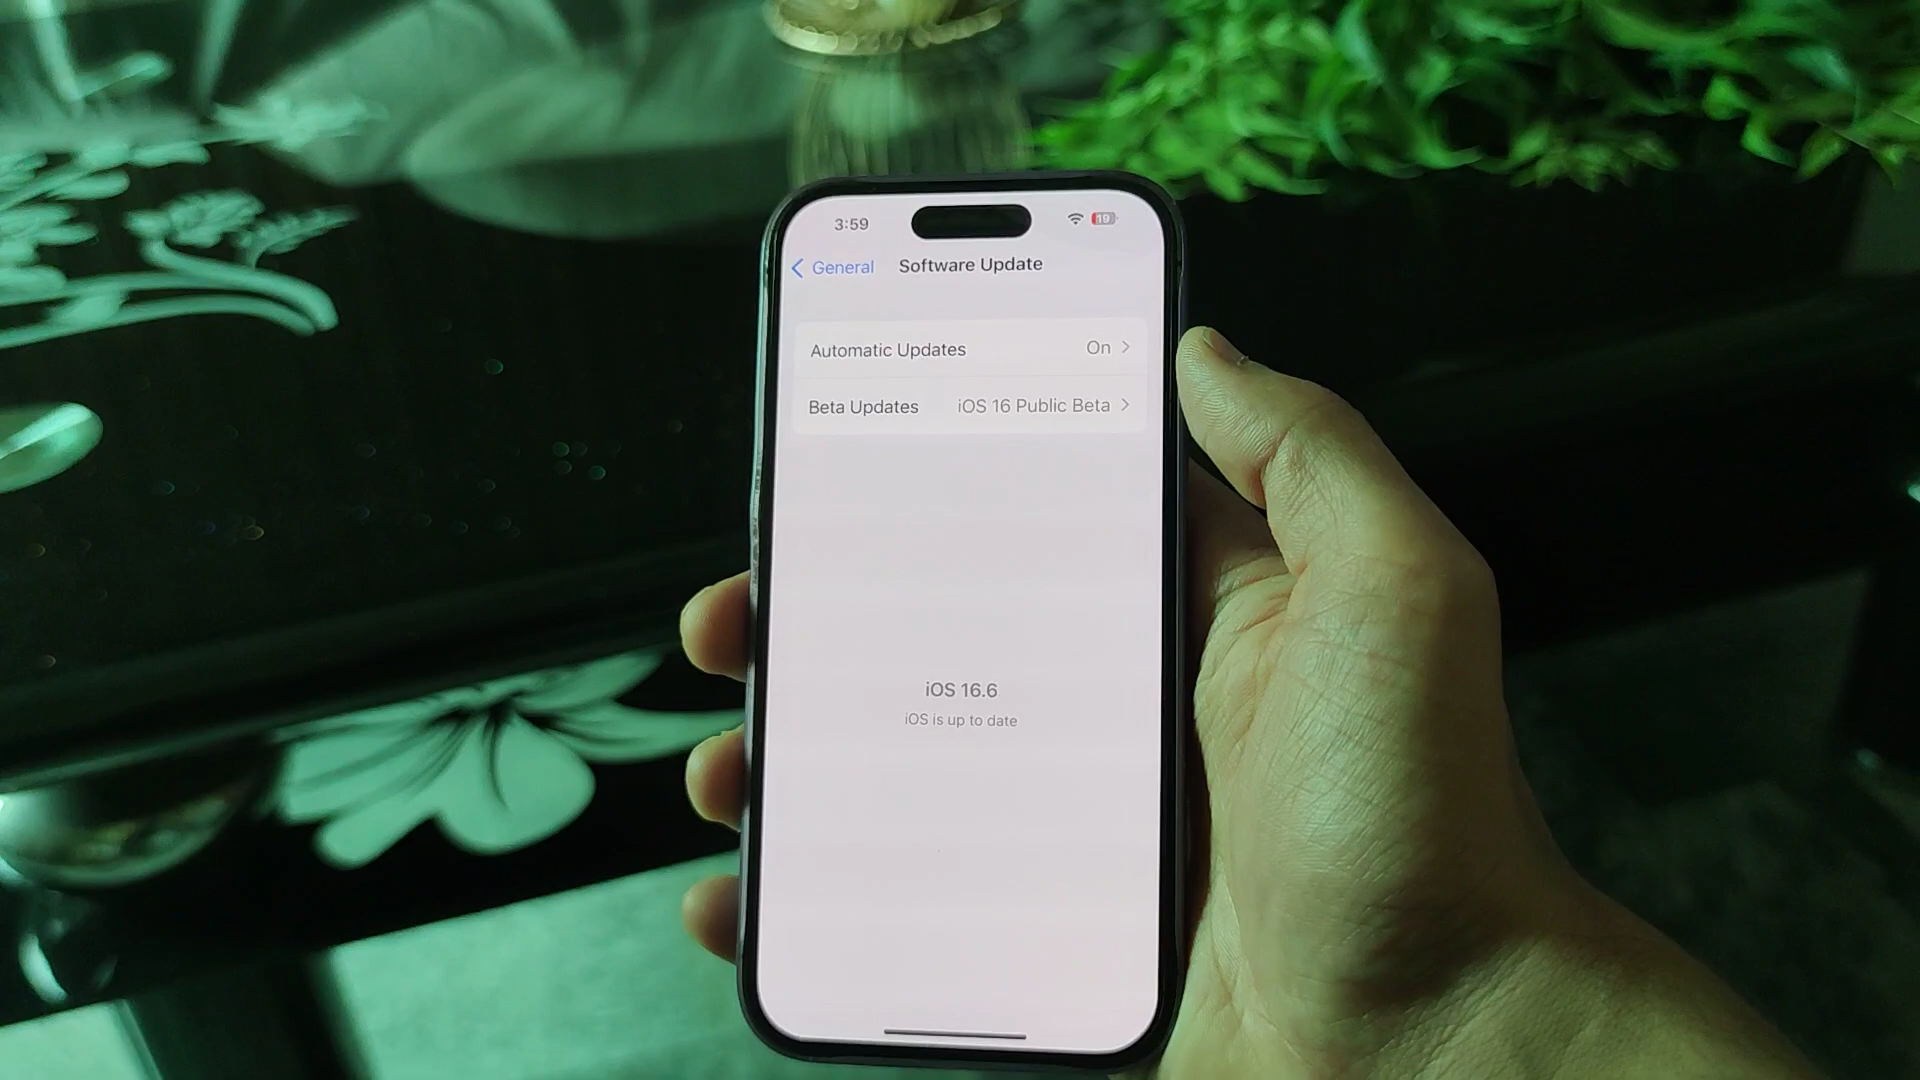 3:59
19
General
Software Update
Automatic Updates On
Beta Updates iOS 16 Public Beta
iOS 16.6
iOS is up to date